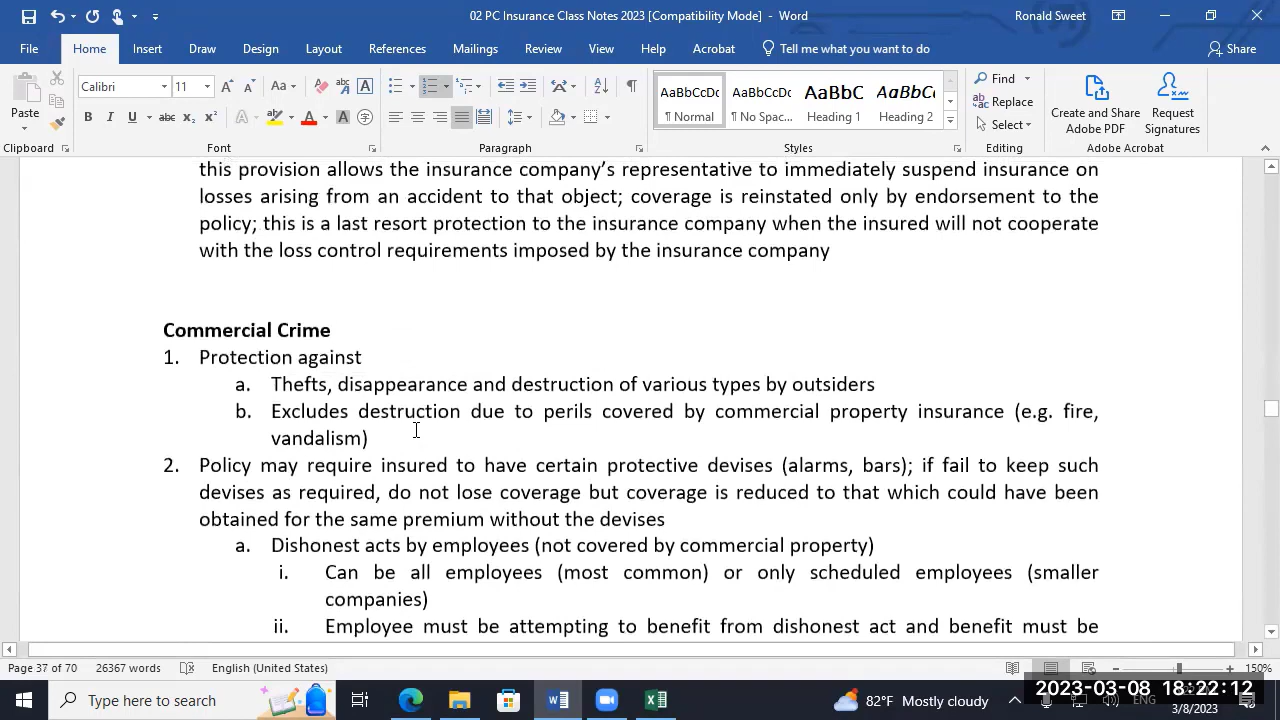 02 PC Insurance Class Notes 2023 [Compatibility Mode] - Word
Ronald Sweet
File Home Insert Draw Design Layout References Mailings Review View Help Acrobat Tell me what you want to do Share
Paste
Calibri 11
Clipboard
Font
Paragraph
AaBbCcDc AaBbCcDc AaBbC AaBbCc
¶ Normal ¶ No Spac... Heading 1 Heading 2
Styles
Find
Replace
Select
Editing
Create and Share Adobe PDF
Request Signatures
Adobe Acrobat
this provision allows the insurance company's representative to immediately suspend insurance on
losses arising from an accident to that object; coverage is reinstated only by endorsement to the
policy; this is a last resort protection to the insurance company when the insured will not cooperate
with the loss control requirements imposed by the insurance company
Commercial Crime
1. Protection against
a. Thefts, disappearance and destruction of various types by outsiders
b. Excludes destruction due to perils covered by commercial property insurance (e.g. fire,
vandalism)
2. Policy may require insured to have certain protective devises (alarms, bars); if fail to keep such
devises as required, do not lose coverage but coverage is reduced to that which could have been
obtained for the same premium without the devises
a. Dishonest acts by employees (not covered by commercial property)
i. Can be all employees (most common) or only scheduled employees (smaller
companies)
ii. Employee must be attempting to benefit from dishonest act and benefit must be
Page 37 of 70 26367 words English (United States) 150%
Type here to search
82°F Mostly cloudy
2023-03-08 18:22:12
3/8/2023